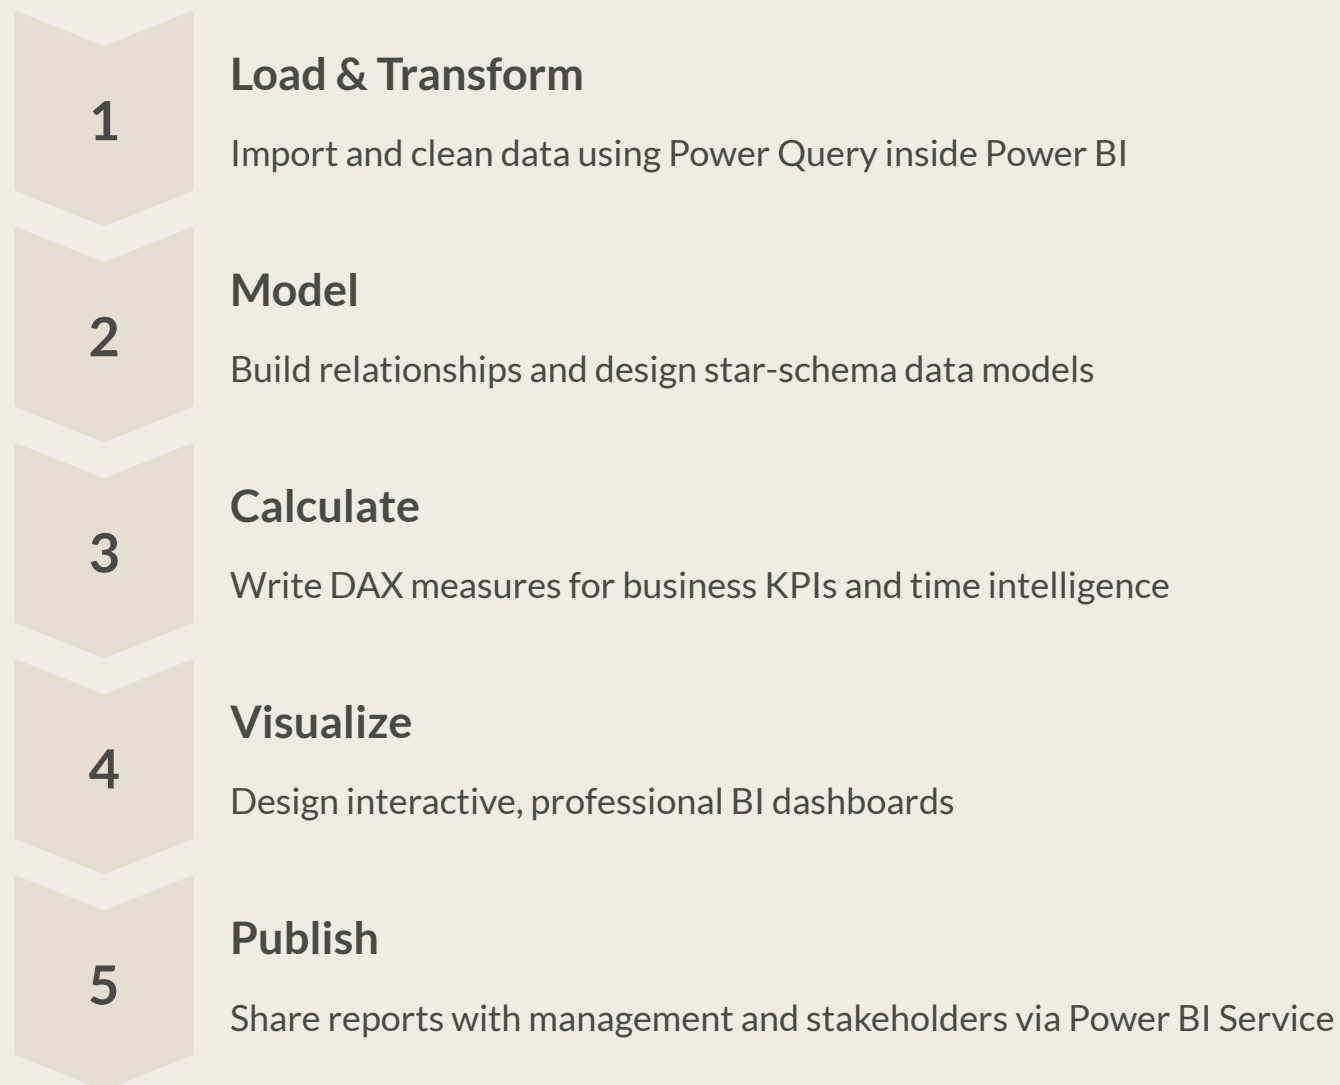 1
Load & Transform
Import and clean data using Power Query inside Power BI
2
Model
Build relationships and design star-schema data models
3
Calculate
Write DAX measures for business KPIs and time intelligence
4
Visualize
Design interactive, professional BI dashboards
5
Publish
Share reports with management and stakeholders via Power BI Service